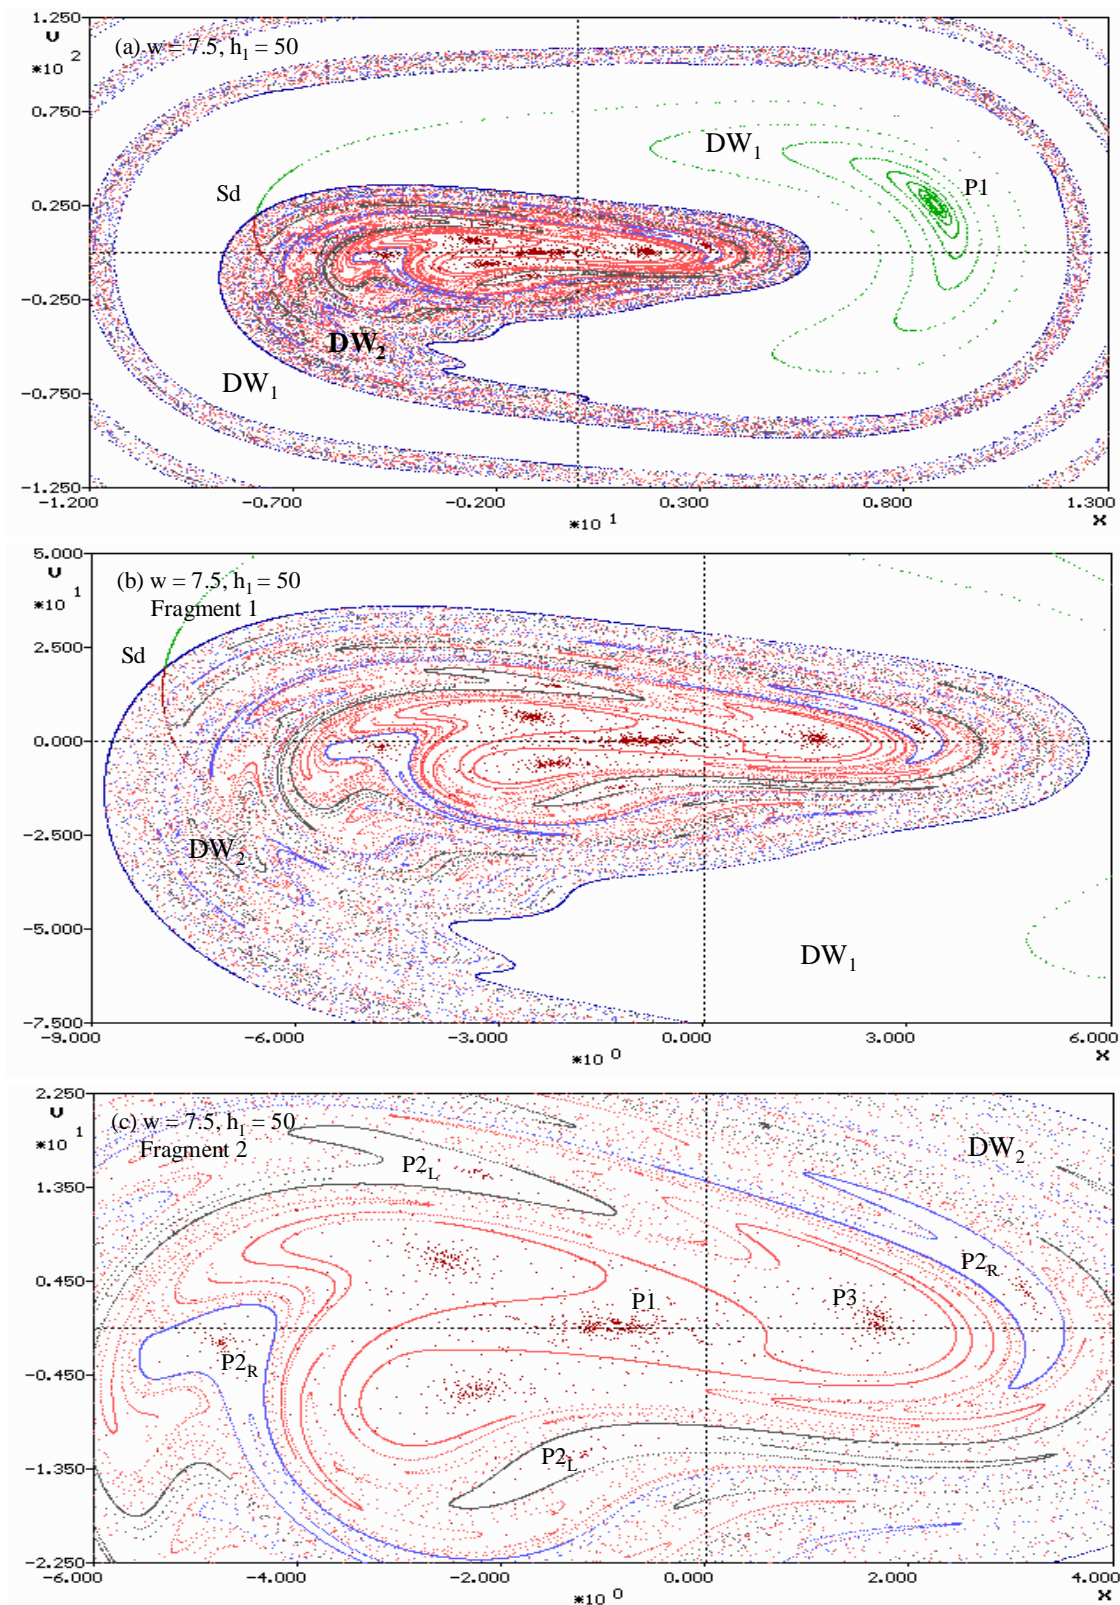 1.250
υ
*10 2
(a) w = 7.5, h1 = 50
0.750
DW1
Sd
P1
0.250
-0.250
DW2
DW1
-0.750
-1.250
-1.200 -0.700 -0.200 0.300 0.800 1.300
*10 1 X
5.000
υ
*10 1
(b) w = 7.5, h1 = 50
Fragment 1
Sd
2.500
0.000
-2.500
DW2
-5.000
DW1
-7.500
-9.000 -6.000 -3.000 0.000 3.000 6.000
*10 0 X
2.250
υ
*10 1
(c) w = 7.5, h1 = 50
Fragment 2
DW2
P2L
1.350
P2R
0.450
P1 P3
P2R
-0.450
P2L
-1.350
-2.250
-6.000 -4.000 -2.000 0.000 2.000 4.000
*10 0 X